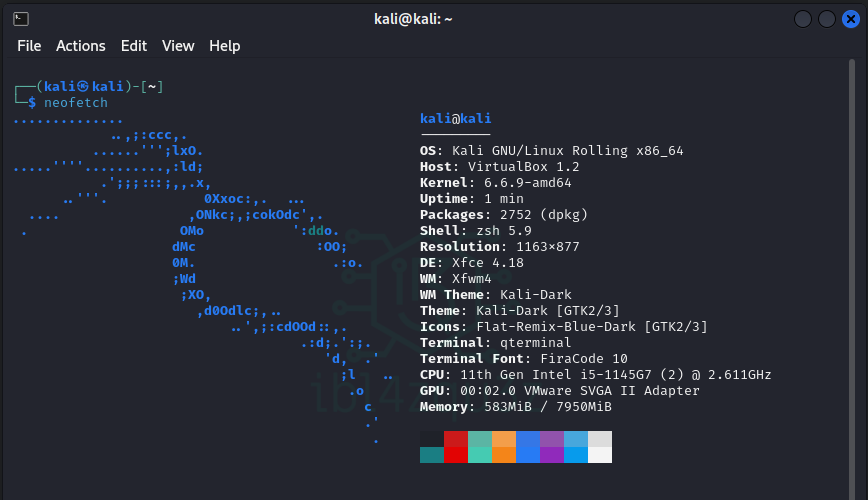 kali@kali: ~
File Actions Edit View Help
┌──(kali㉿kali)-[~]
└─$ neofetch
..............
            ..,;:ccc,.
          ......''';lxO.
.....''''..........,:ld;
           .';;;:::;,,.x,
      ..'''.            0Xxoc:,.  ...
  ....                ,ONkc;,;cokOdc',.
 .                   OMo           ':ddo.
                    dMc               :OO;
                    0M.                 .:o.
                    ;Wd
                     ;XO,
                       ,d0Odlc;,..
                           ..',;:cdOOd::,.
                                    .:d;.':;.
                                       'd,  .'
                                         ;l   ..
                                          .o
                                            c
                                            .'
                                             .
kali@kali
---------
OS: Kali GNU/Linux Rolling x86_64
Host: VirtualBox 1.2
Kernel: 6.6.9-amd64
Uptime: 1 min
Packages: 2752 (dpkg)
Shell: zsh 5.9
Resolution: 1163x877
DE: Xfce 4.18
WM: Xfwm4
WM Theme: Kali-Dark
Theme: Kali-Dark [GTK2/3]
Icons: Flat-Remix-Blue-Dark [GTK2/3]
Terminal: qterminal
Terminal Font: FiraCode 10
CPU: 11th Gen Intel i5-1145G7 (2) @ 2.611GHz
GPU: 00:02.0 VMware SVGA II Adapter
Memory: 583MiB / 7950MiB